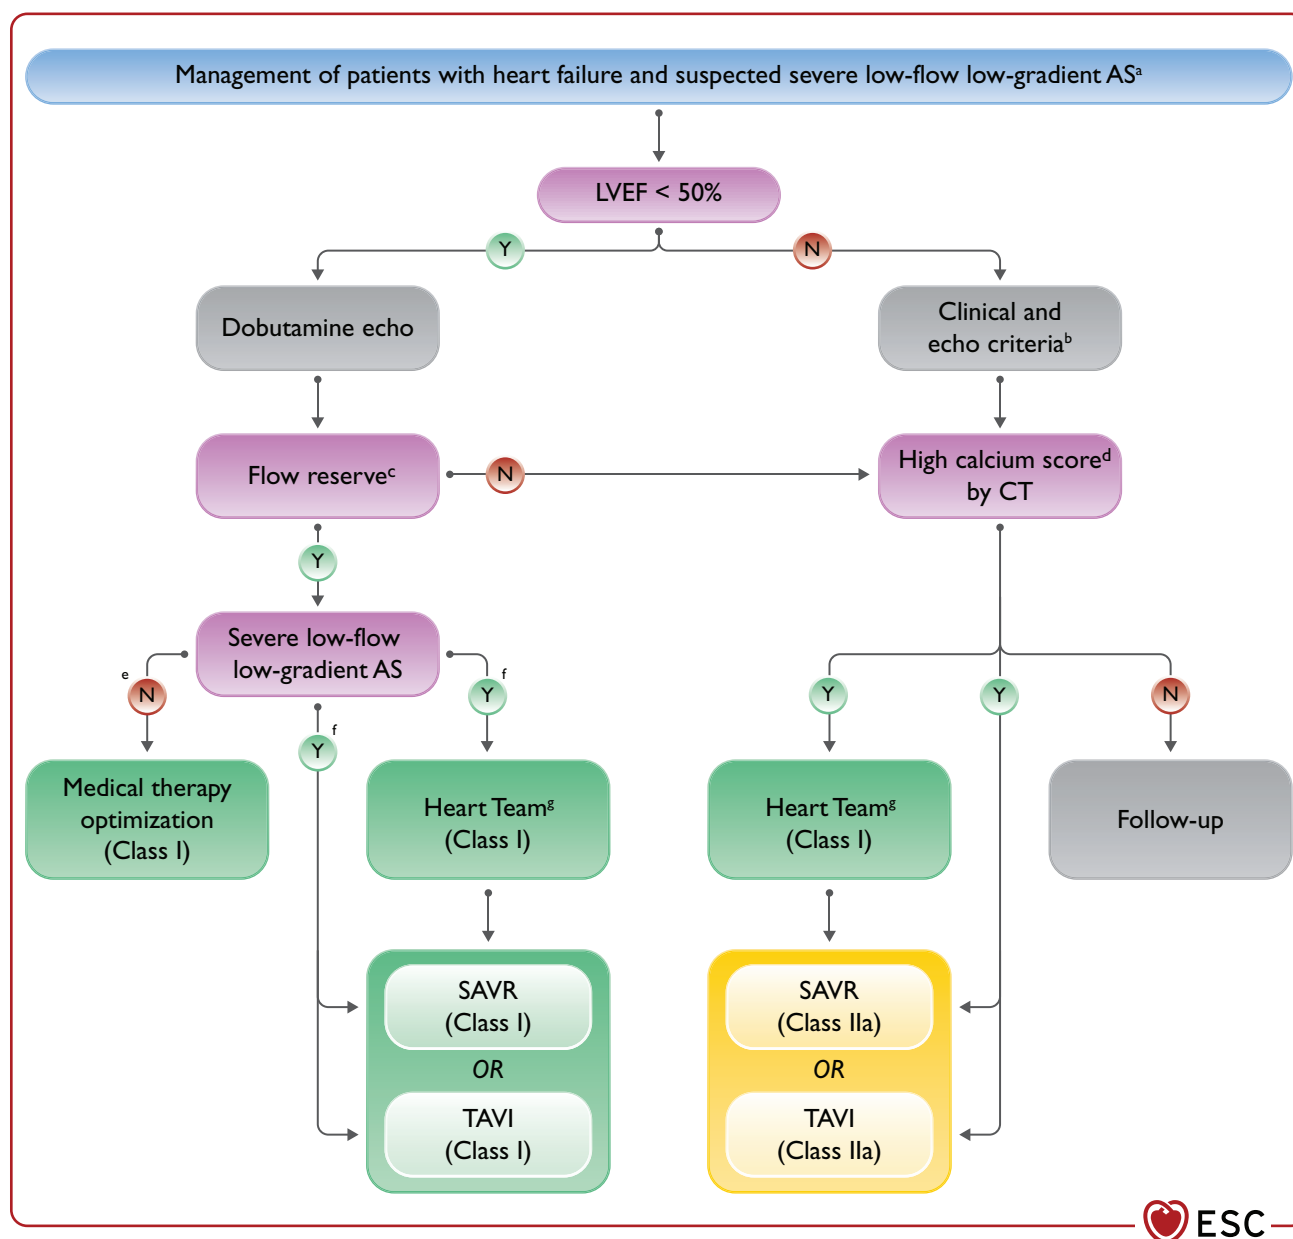 Management of patients with heart failure and suspected severe low-flow low-gradient ASᵃ
LVEF < 50%
Y
N
Dobutamine echo
Clinical and
echo criteriaᵇ
Flow reserveᶜ
N
High calcium scoreᵈ
by CT
Y
Severe low-flow
low-gradient AS
e
N
Y
f
Y
f
Y
Y
N
Medical therapy
optimization
(Class I)
Heart Teamᵍ
(Class I)
Heart Teamᵍ
(Class I)
Follow-up
SAVR
(Class I)
OR
TAVI
(Class I)
SAVR
(Class IIa)
OR
TAVI
(Class IIa)
ESC